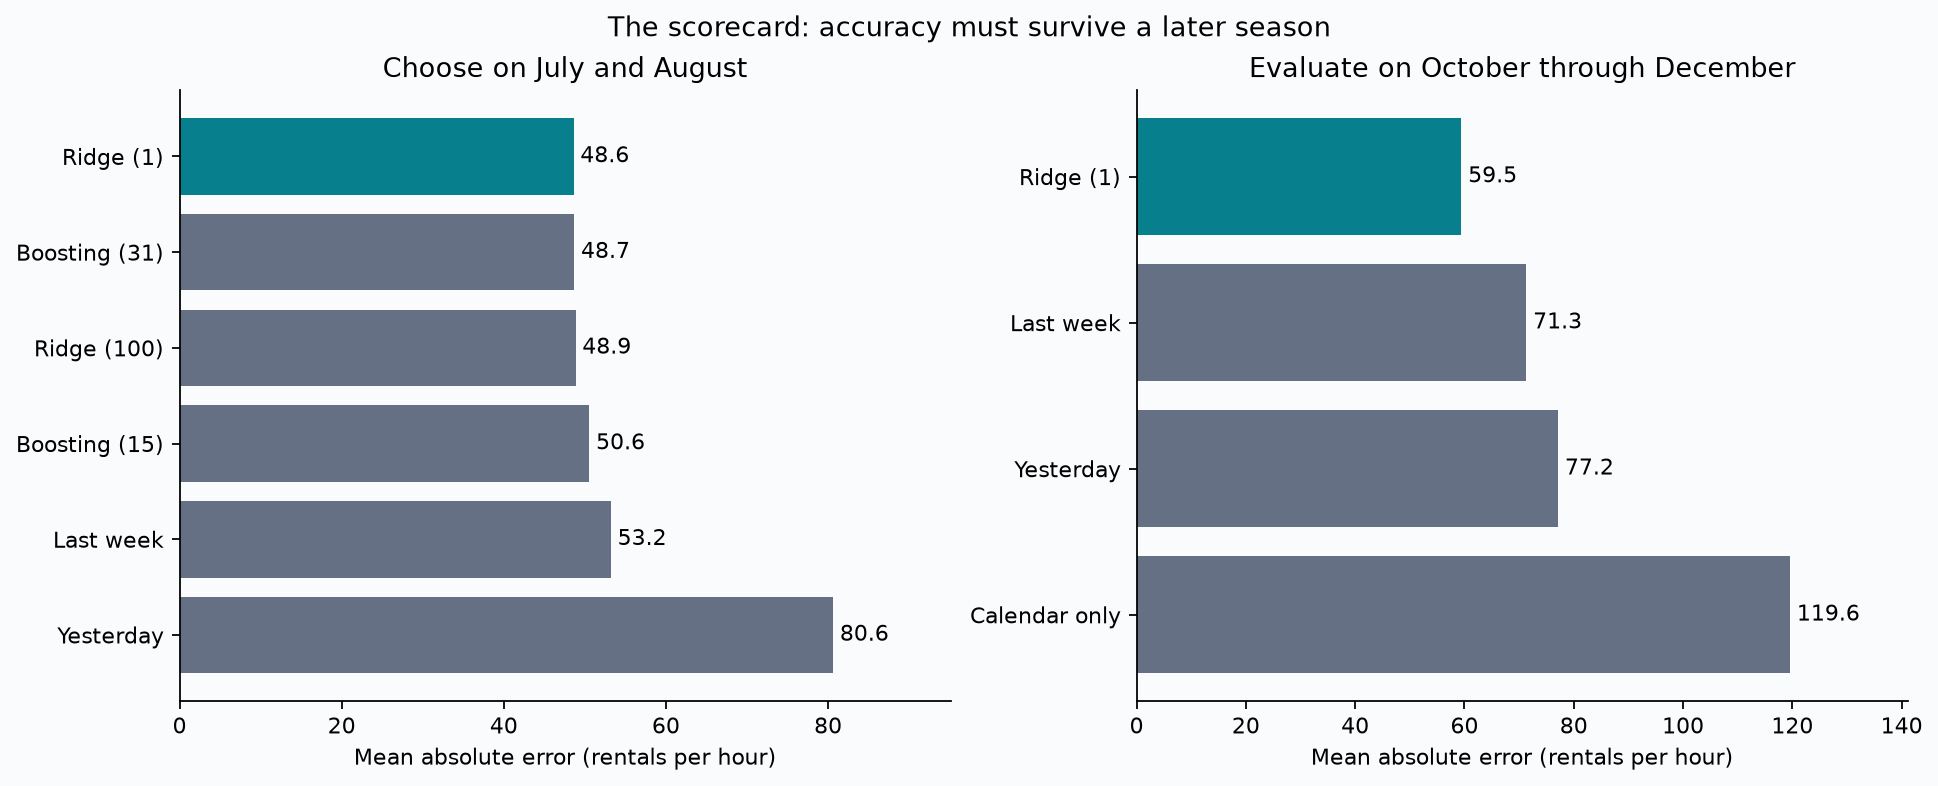 The scorecard: accuracy must survive a later season
Choose on July and August
Ridge (1)
48.6
Boosting (31)
48.7
Ridge (100)
48.9
Boosting (15)
50.6
Last week
53.2
Yesterday
80.6
0 20 40 60 80
Mean absolute error (rentals per hour)
Evaluate on October through December
Ridge (1)
59.5
Last week
71.3
Yesterday
77.2
Calendar only
119.6
0 20 40 60 80 100 120 140
Mean absolute error (rentals per hour)